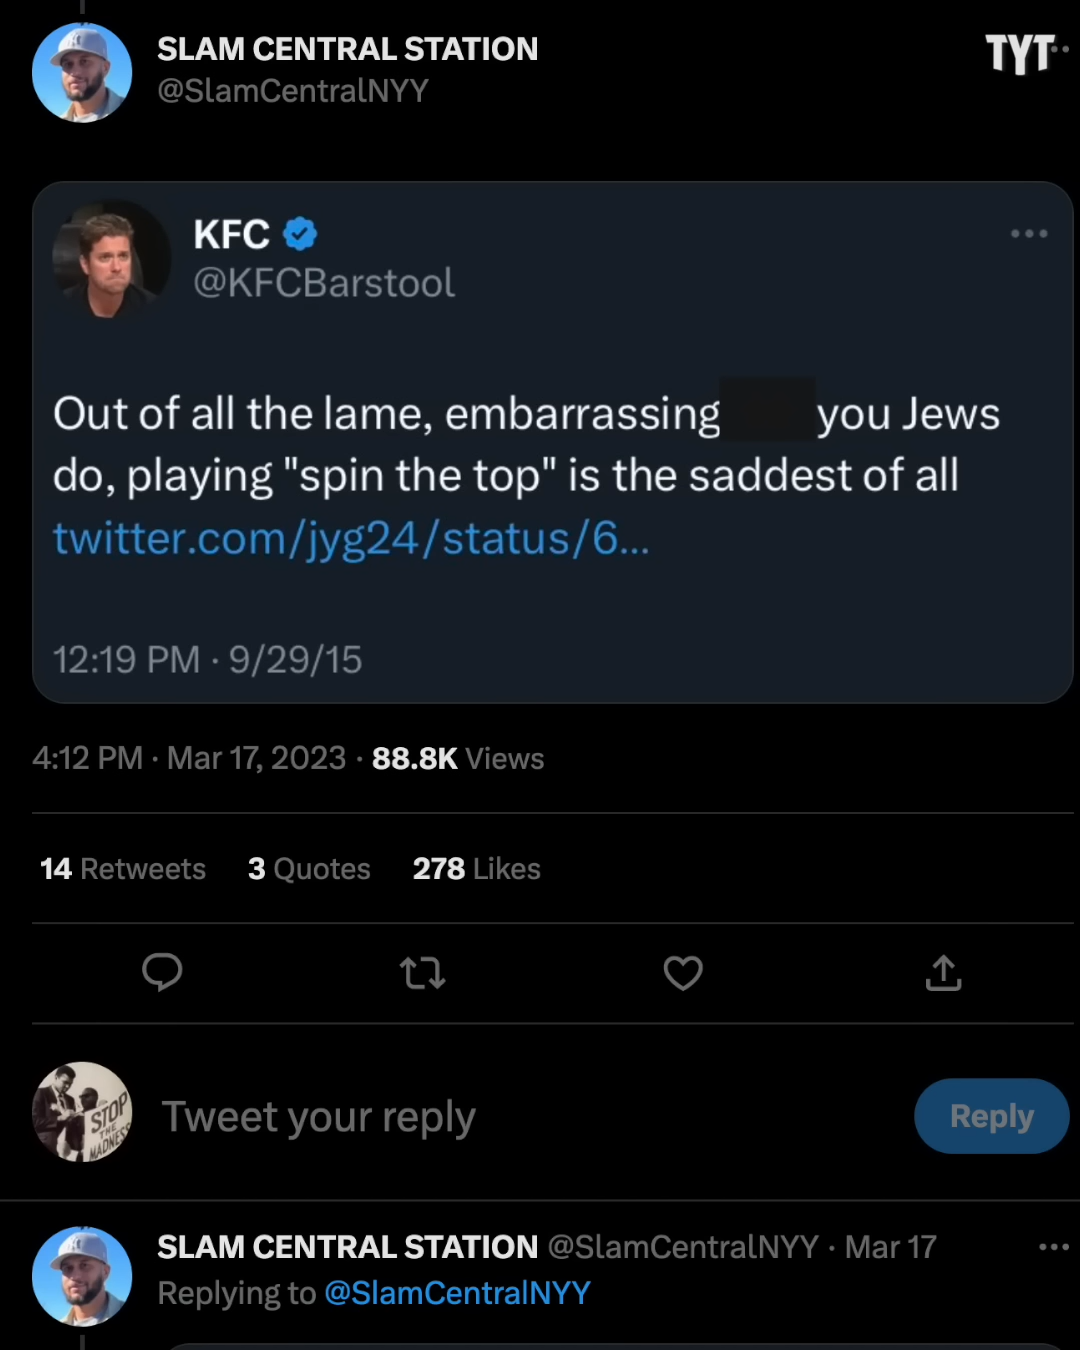 SLAM CENTRAL STATION
@SlamCentralNYY
TYT
KFC
@KFCBarstool
Out of all the lame, embarrassing you Jews
do, playing "spin the top" is the saddest of all
twitter.com/jyg24/status/6...
12:19 PM · 9/29/15
4:12 PM · Mar 17, 2023 · 88.8K Views
14 Retweets 3 Quotes 278 Likes
STOP
THE
MADNESS
Tweet your reply
Reply
SLAM CENTRAL STATION @SlamCentralNYY · Mar 17
Replying to @SlamCentralNYY